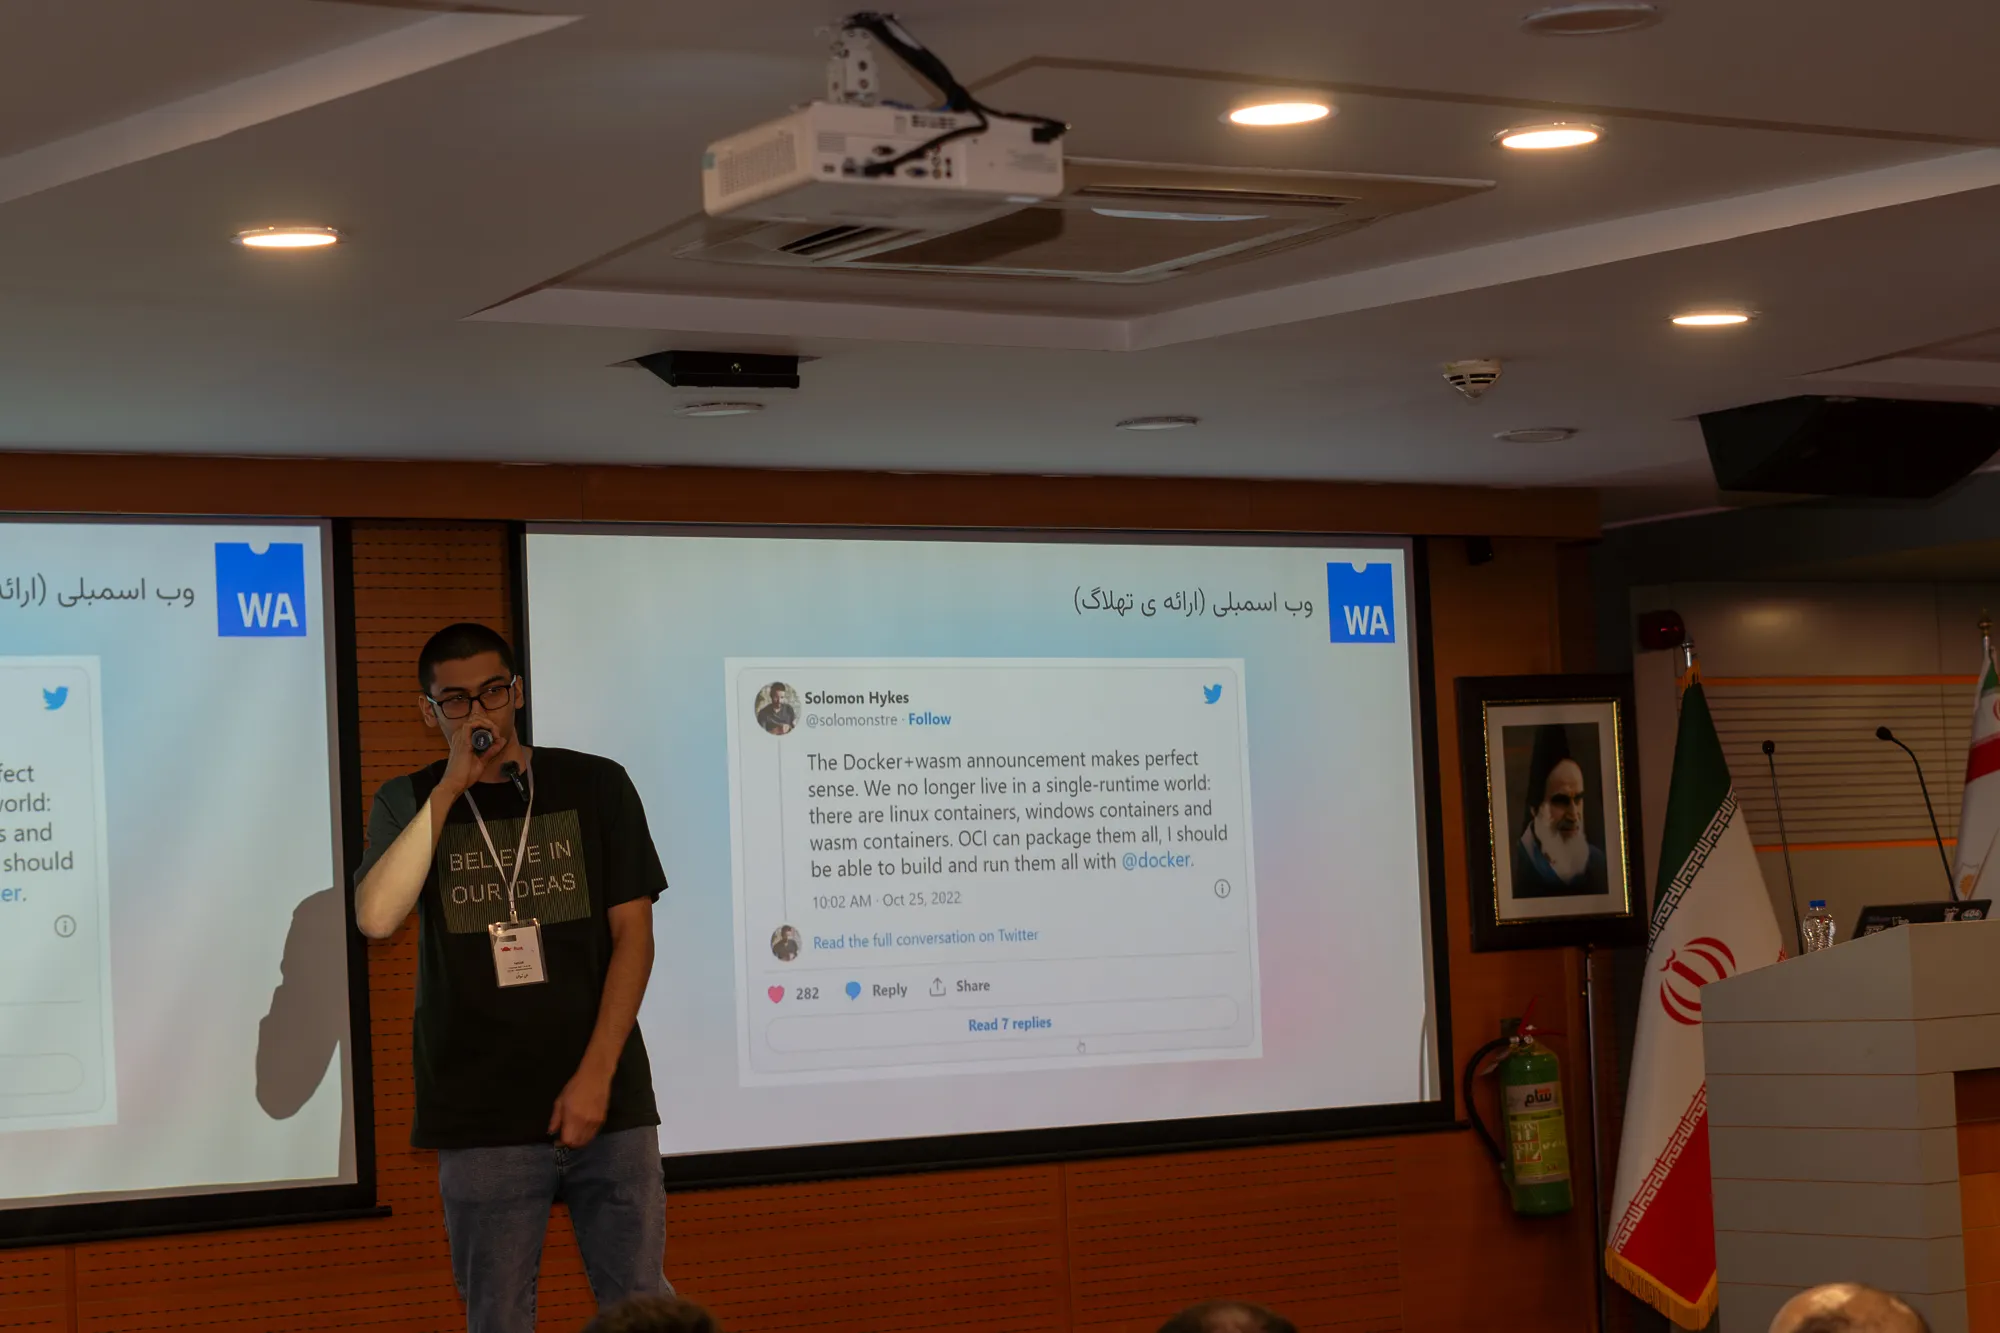 وب اسمبلی (ارائه
WA
fect
world:
s and
should
er.
وب اسمبلی (ارائه ی تهلاگ)
WA
Solomon Hykes
@solomonstre · Follow
The Docker+wasm announcement makes perfect
sense. We no longer live in a single-runtime world:
there are linux containers, windows containers and
wasm containers. OCI can package them all, I should
be able to build and run them all with @docker.
10:02 AM · Oct 25, 2022
Read the full conversation on Twitter
282 Reply Share
Read 7 replies
BELIEVE IN
OUR IDEAS
سام